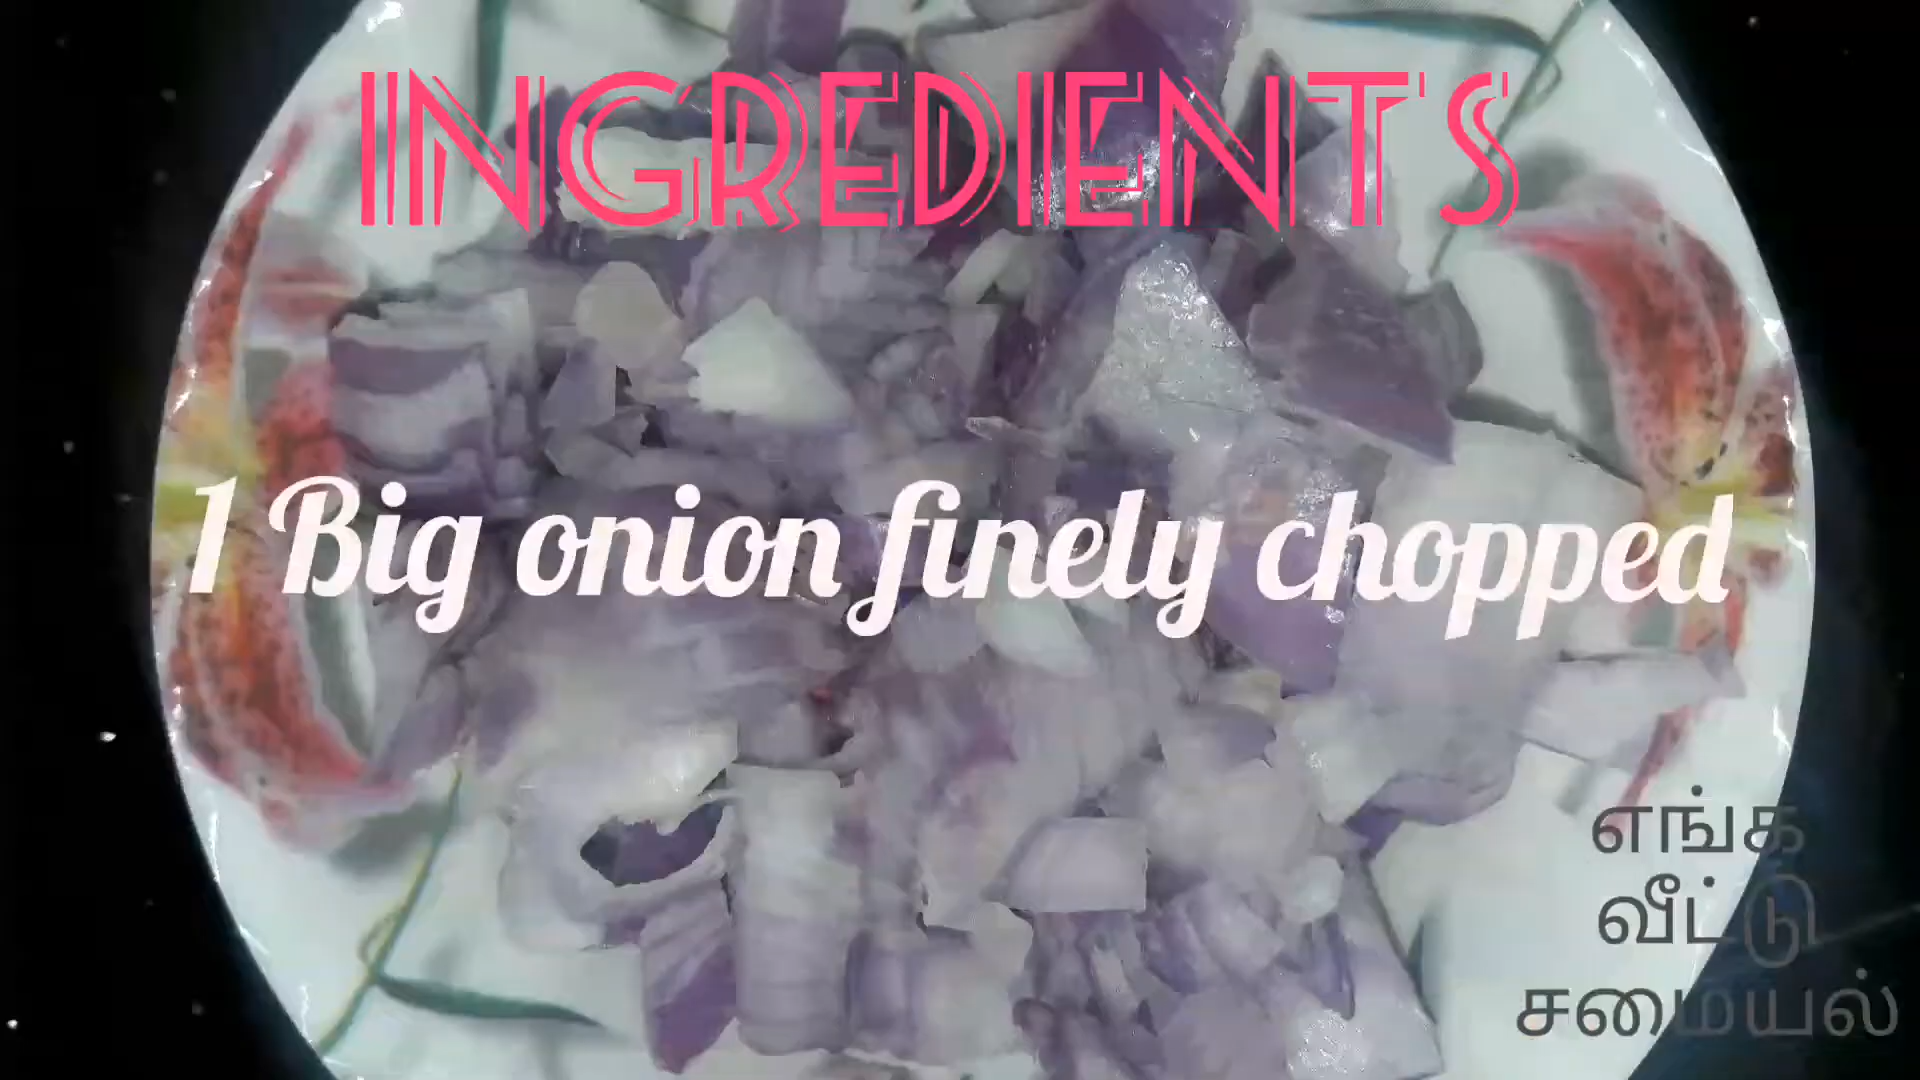 INGREDIENTS
1 Big onion finely chopped
எங்க
வீட்டு
சமையல்